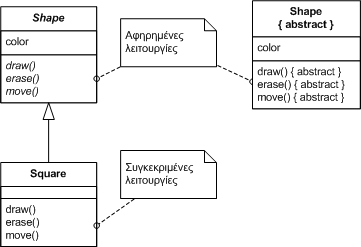 Shape
color
draw()
erase()
move()
Αφηρημένες
λειτουργίες
Shape
{ abstract }
color
draw() { abstract }
erase() { abstract }
move() { abstract }
Square
draw()
erase()
move()
Συγκεκριμένες
λειτουργίες